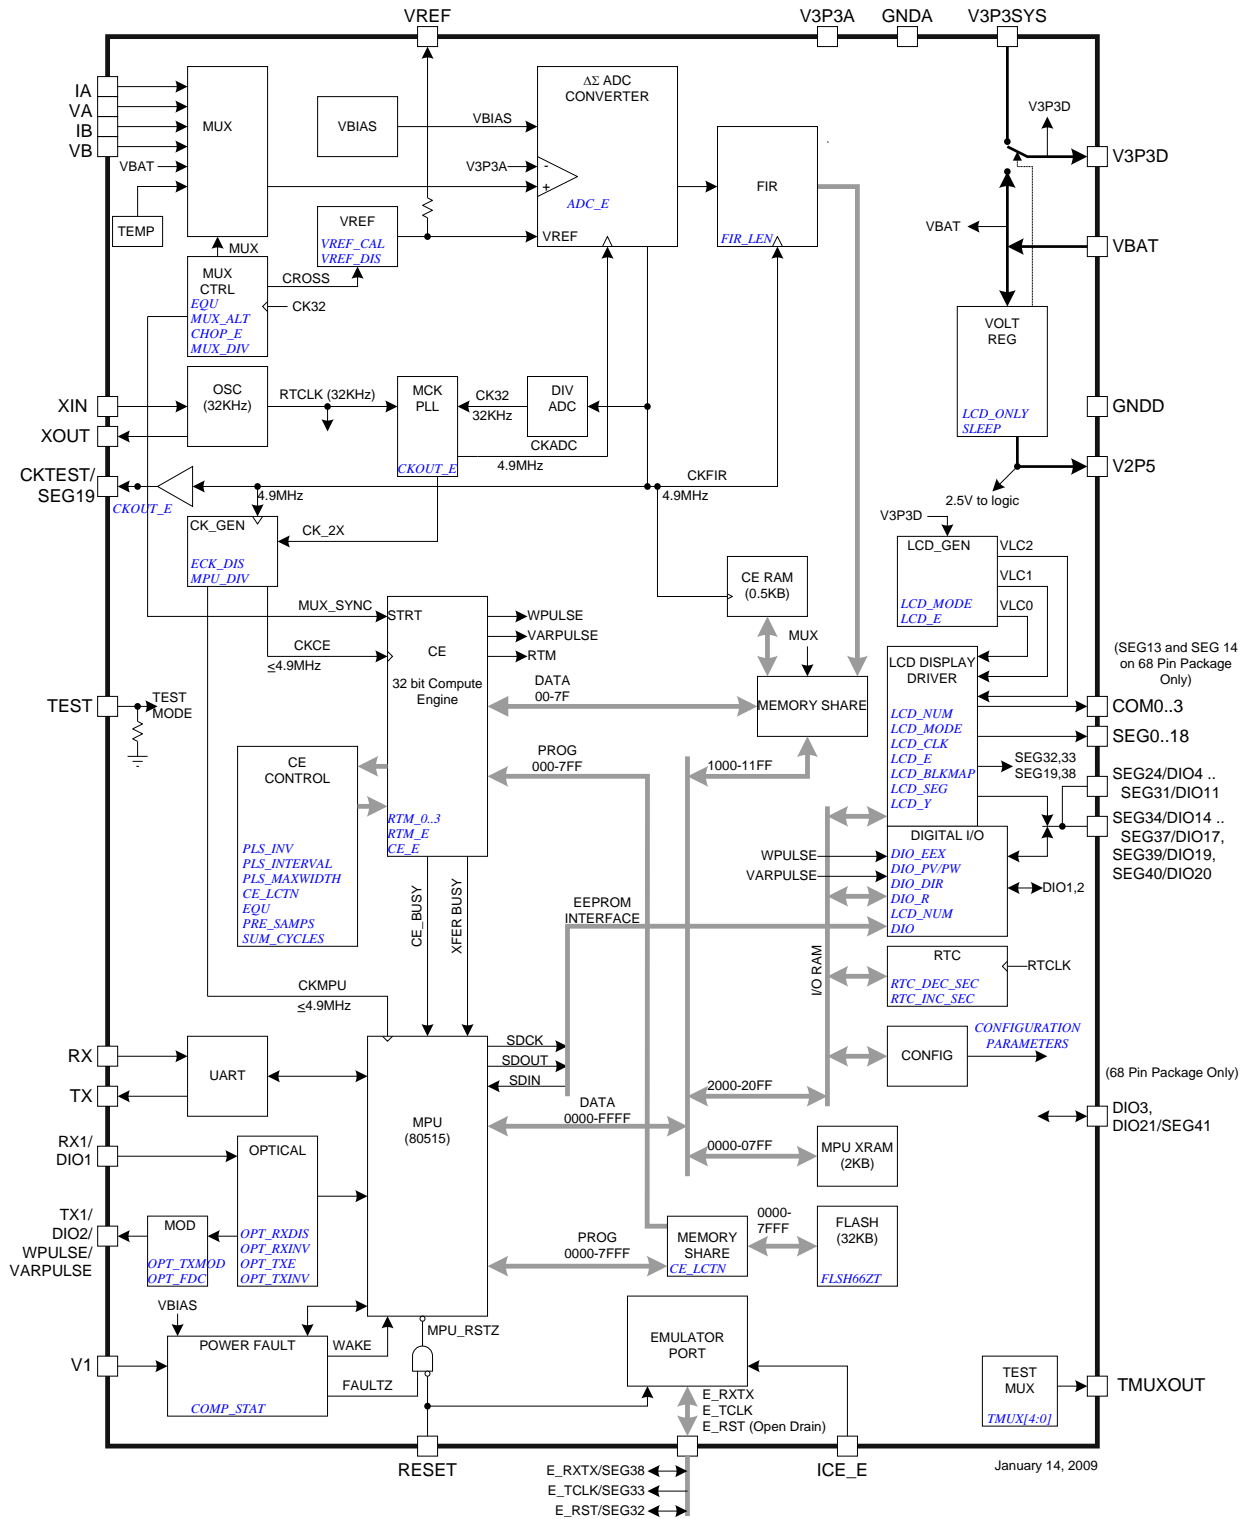 VREF
V3P3A
GNDA
V3P3SYS
IA
VA
IB
VB
VBAT
TEMP
MUX
MUX
VBIAS
VBIAS
ΔΣ ADC
CONVERTER
V3P3A
-
+
ADC_E
VREF
VREF
VREF_CAL
VREF_DIS
FIR
FIR_LEN
V3P3D
V3P3D
VBAT
VBAT
MUX
CTRL
EQU
MUX_ALT
CHOP_E
MUX_DIV
CROSS
CK32
VOLT
REG
LCD_ONLY
SLEEP
GNDD
V2P5
2.5V to logic
XIN
XOUT
OSC
(32KHz)
RTCLK (32KHz)
MCK
PLL
CKOUT_E
CK32
32KHz
DIV
ADC
CKADC
4.9MHz
CKFIR
4.9MHz
CKTEST/
SEG19
CKOUT_E
4.9MHz
CK_GEN
ECK_DIS
MPU_DIV
CK_2X
V3P3D
LCD_GEN
LCD_MODE
LCD_E
VLC2
VLC1
VLC0
CE RAM
(0.5KB)
MUX_SYNC
STRT
CKCE
≤4.9MHz
CE
32 bit Compute
Engine
RTM_0..3
RTM_E
CE_E
WPULSE
VARPULSE
RTM
DATA
00-7F
MUX
MEMORY SHARE
PROG
000-7FF
1000-11FF
TEST
TEST
MODE
CE
CONTROL
PLS_INV
PLS_INTERVAL
PLS_MAXWIDTH
CE_LCTN
EQU
PRE_SAMPS
SUM_CYCLES
CE_BUSY
XFER BUSY
LCD DISPLAY
DRIVER
LCD_NUM
LCD_MODE
LCD_CLK
LCD_E
LCD_BLKMAP
LCD_SEG
LCD_Y
(SEG13 and SEG 14
on 68 Pin Package
Only)
COM0..3
SEG0..18
SEG32,33
SEG19,38
SEG24/DIO4 ..
SEG31/DIO11
SEG34/DIO14 ..
SEG37/DIO17,
SEG39/DIO19,
SEG40/DIO20
DIGITAL I/O
DIO_EEX
DIO_PV/PW
DIO_DIR
DIO_R
LCD_NUM
DIO
WPULSE
VARPULSE
DIO1,2
EEPROM
INTERFACE
I/O RAM
RTC
RTC_DEC_SEC
RTC_INC_SEC
RTCLK
CONFIG
CONFIGURATION
PARAMETERS
(68 Pin Package Only)
DIO3,
DIO21/SEG41
CKMPU
≤4.9MHz
RX
TX
UART
MPU
(80515)
SDCK
SDOUT
SDIN
DATA
0000-FFFF
2000-20FF
0000-07FF
MPU XRAM
(2KB)
RX1/
DIO1
OPTICAL
OPT_RXDIS
OPT_RXINV
OPT_TXE
OPT_TXINV
TX1/
DIO2/
WPULSE/
VARPULSE
MOD
OPT_TXMOD
OPT_FDC
PROG
0000-7FFF
MEMORY
SHARE
CE_LCTN
0000-
7FFF
FLASH
(32KB)
FLSH66ZT
VBIAS
V1
POWER FAULT
COMP_STAT
WAKE
FAULTZ
MPU_RSTZ
EMULATOR
PORT
E_RXTX
E_TCLK
E_RST (Open Drain)
TEST
MUX
TMUX[4:0]
TMUXOUT
RESET
ICE_E
January 14, 2009
E_RXTX/SEG38
E_TCLK/SEG33
E_RST/SEG32